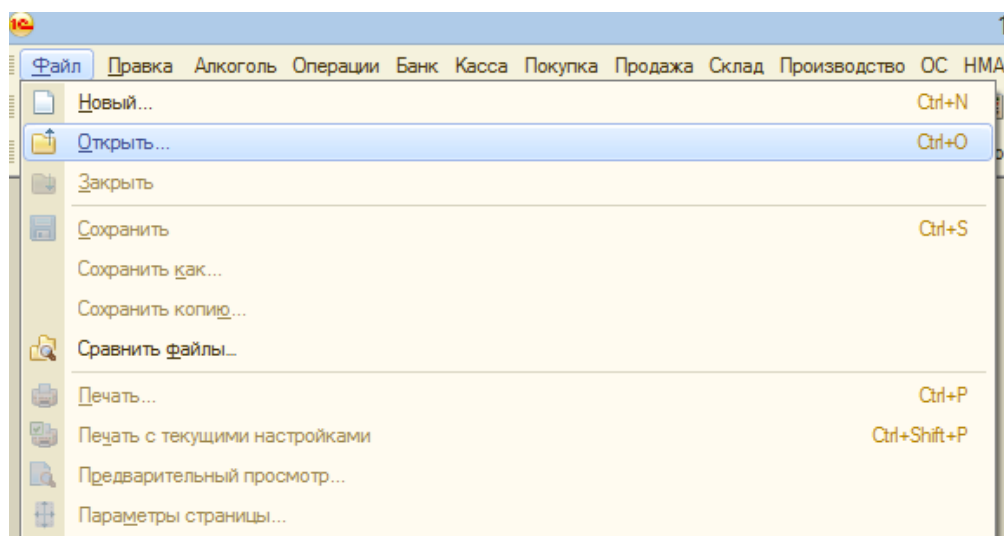 1С
Файл Правка Алкоголь Операции Банк Касса Покупка Продажа Склад Производство ОС НМА
Новый... Ctrl+N
Открыть... Ctrl+O
Закрыть
Сохранить Ctrl+S
Сохранить как...
Сохранить копию...
Сравнить файлы...
Печать... Ctrl+P
Печать с текущими настройками Ctrl+Shift+P
Предварительный просмотр...
Параметры страницы...